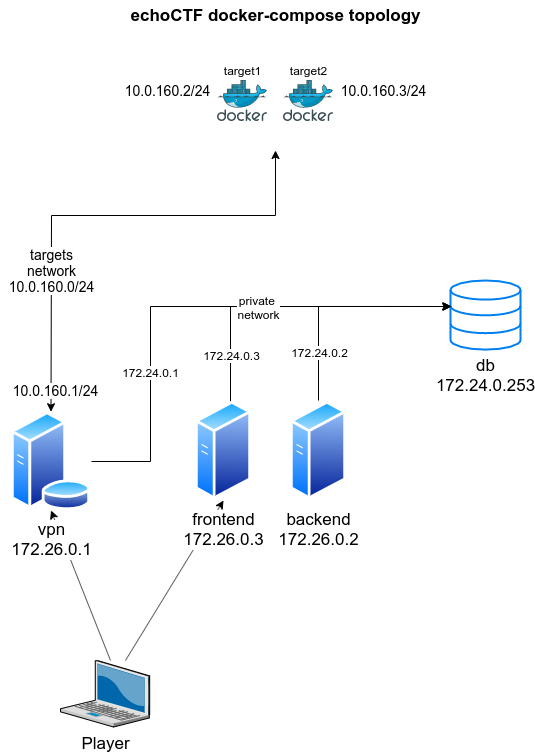 echoCTF docker-compose topology
target1
target2
10.0.160.2/24
10.0.160.3/24
docker
docker
targets
network
10.0.160.0/24
private
network
172.24.0.3
172.24.0.2
172.24.0.1
db
172.24.0.253
10.0.160.1/24
vpn
172.26.0.1
frontend
172.26.0.3
backend
172.26.0.2
Player